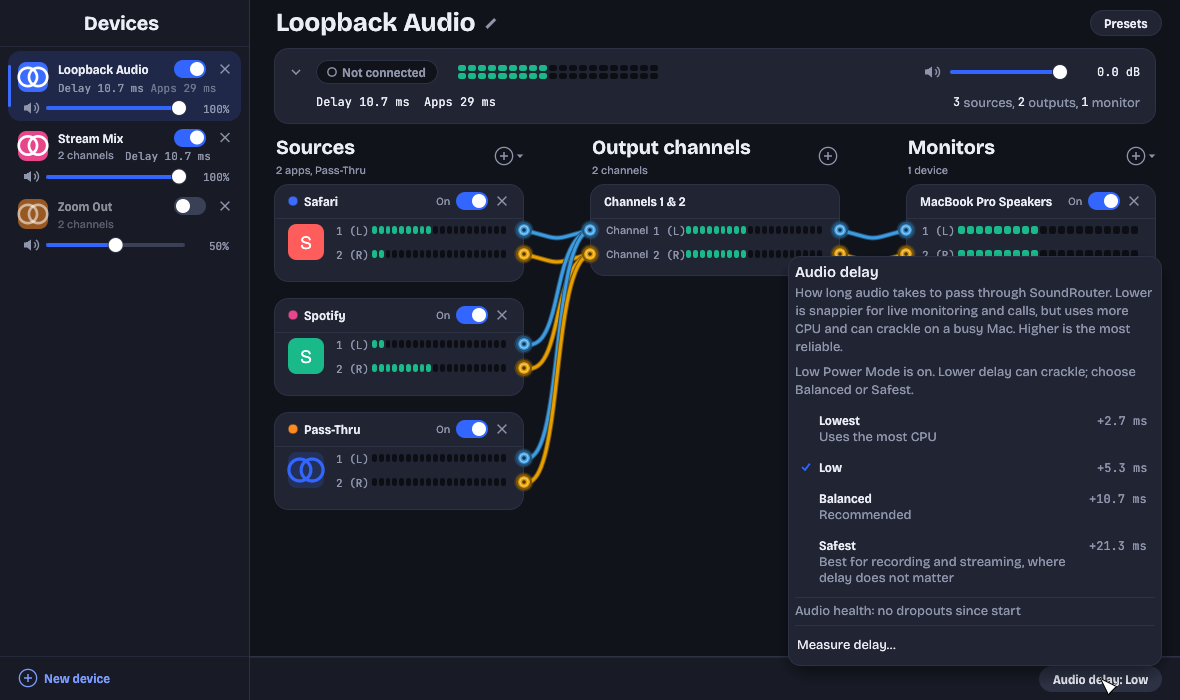 Devices
Loopback Audio
Delay 10.7 ms Apps 29 ms
100%
Stream Mix
2 channels Delay 10.7 ms
100%
Zoom Out
2 channels
50%
New device
Loopback Audio
Presets
Not connected
0.0 dB
Delay 10.7 ms Apps 29 ms
3 sources, 2 outputs, 1 monitor
Sources
2 apps, Pass-Thru
Safari
On
S
1 (L)
2 (R)
Spotify
On
S
1 (L)
2 (R)
Pass-Thru
On
1 (L)
2 (R)
Output channels
2 channels
Channels 1 & 2
Channel 1 (L)
Channel 2 (R)
Monitors
1 device
MacBook Pro Speakers
On
1 (L)
2 (R)
Audio delay
How long audio takes to pass through SoundRouter. Lower
is snappier for live monitoring and calls, but uses more
CPU and can crackle on a busy Mac. Higher is the most
reliable.
Low Power Mode is on. Lower delay can crackle; choose
Balanced or Safest.
Lowest +2.7 ms
Uses the most CPU
Low +5.3 ms
Balanced +10.7 ms
Recommended
Safest +21.3 ms
Best for recording and streaming, where
delay does not matter
Audio health: no dropouts since start
Measure delay...
Audio delay: Low